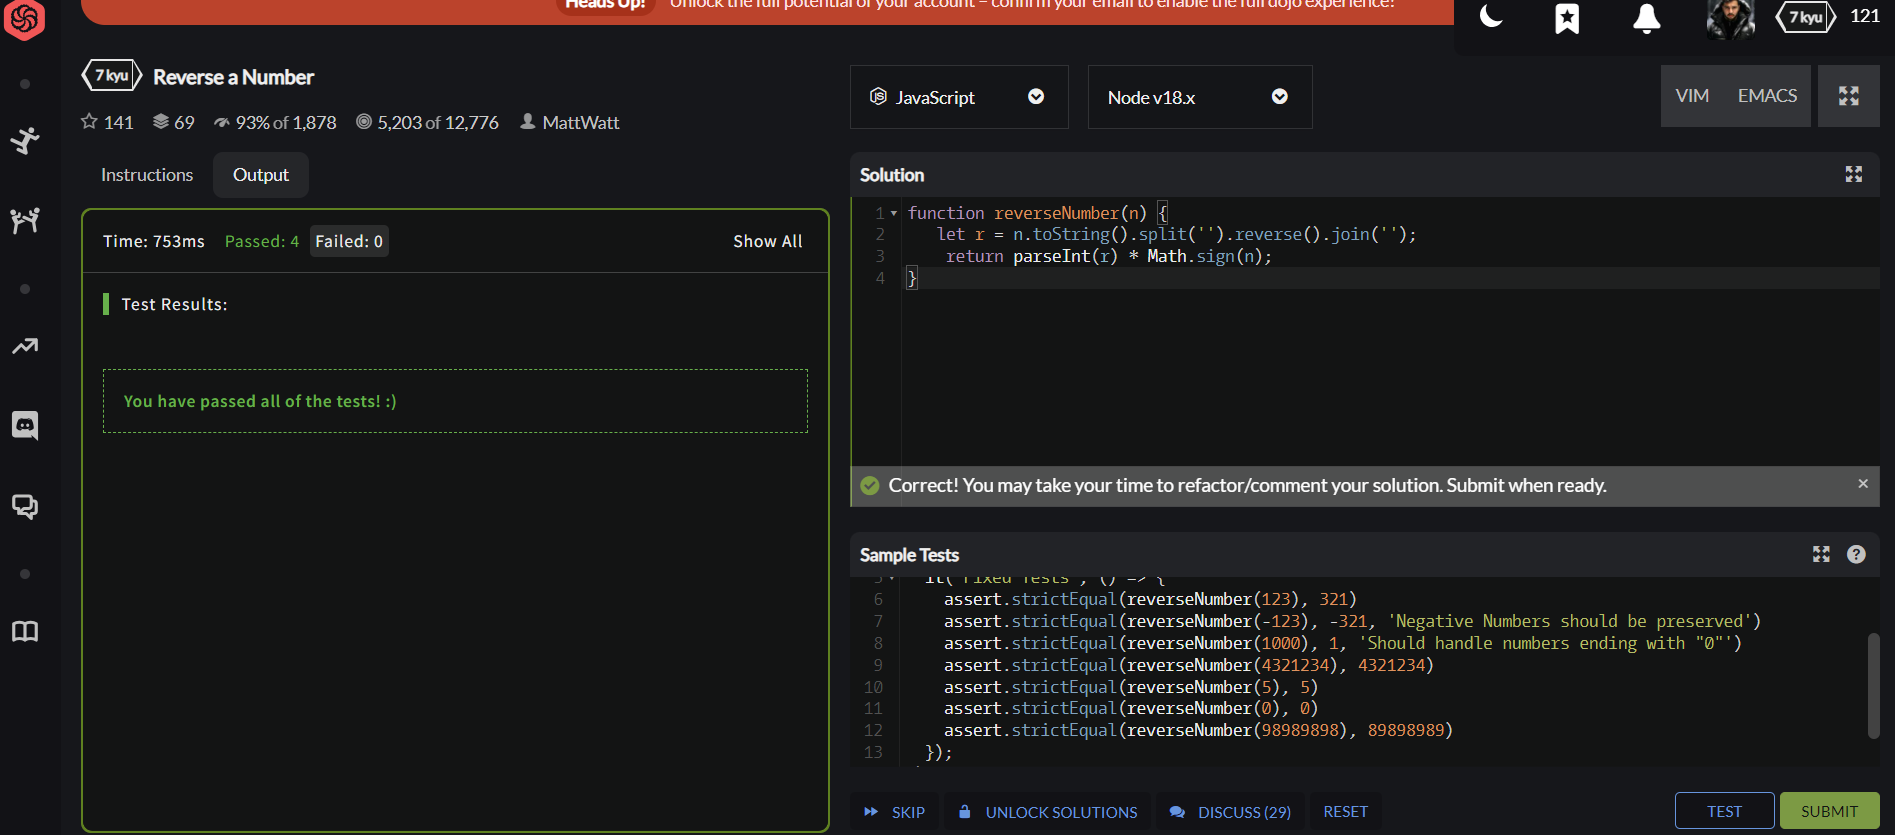 Heads Up! Unlock the full potential of your account – confirm your email to enable the full dojo experience!
7 kyu 121
7 kyu Reverse a Number
141 69 93% of 1,878 5,203 of 12,776 MattWatt
JavaScript
Node v18.x
VIM EMACS
Instructions Output
Time: 753ms Passed: 4 Failed: 0 Show All
Test Results:
You have passed all of the tests! :)
Solution
1 function reverseNumber(n) {
2 let r = n.toString().split('').reverse().join('');
3 return parseInt(r) * Math.sign(n);
4 }
Correct! You may take your time to refactor/comment your solution. Submit when ready. ×
Sample Tests ?
5 it('Fixed Tests', () => {
6 assert.strictEqual(reverseNumber(123), 321)
7 assert.strictEqual(reverseNumber(-123), -321, 'Negative Numbers should be preserved')
8 assert.strictEqual(reverseNumber(1000), 1, 'Should handle numbers ending with "0"')
9 assert.strictEqual(reverseNumber(4321234), 4321234)
10 assert.strictEqual(reverseNumber(5), 5)
11 assert.strictEqual(reverseNumber(0), 0)
12 assert.strictEqual(reverseNumber(98989898), 89898989)
13 });
SKIP UNLOCK SOLUTIONS DISCUSS (29) RESET TEST SUBMIT